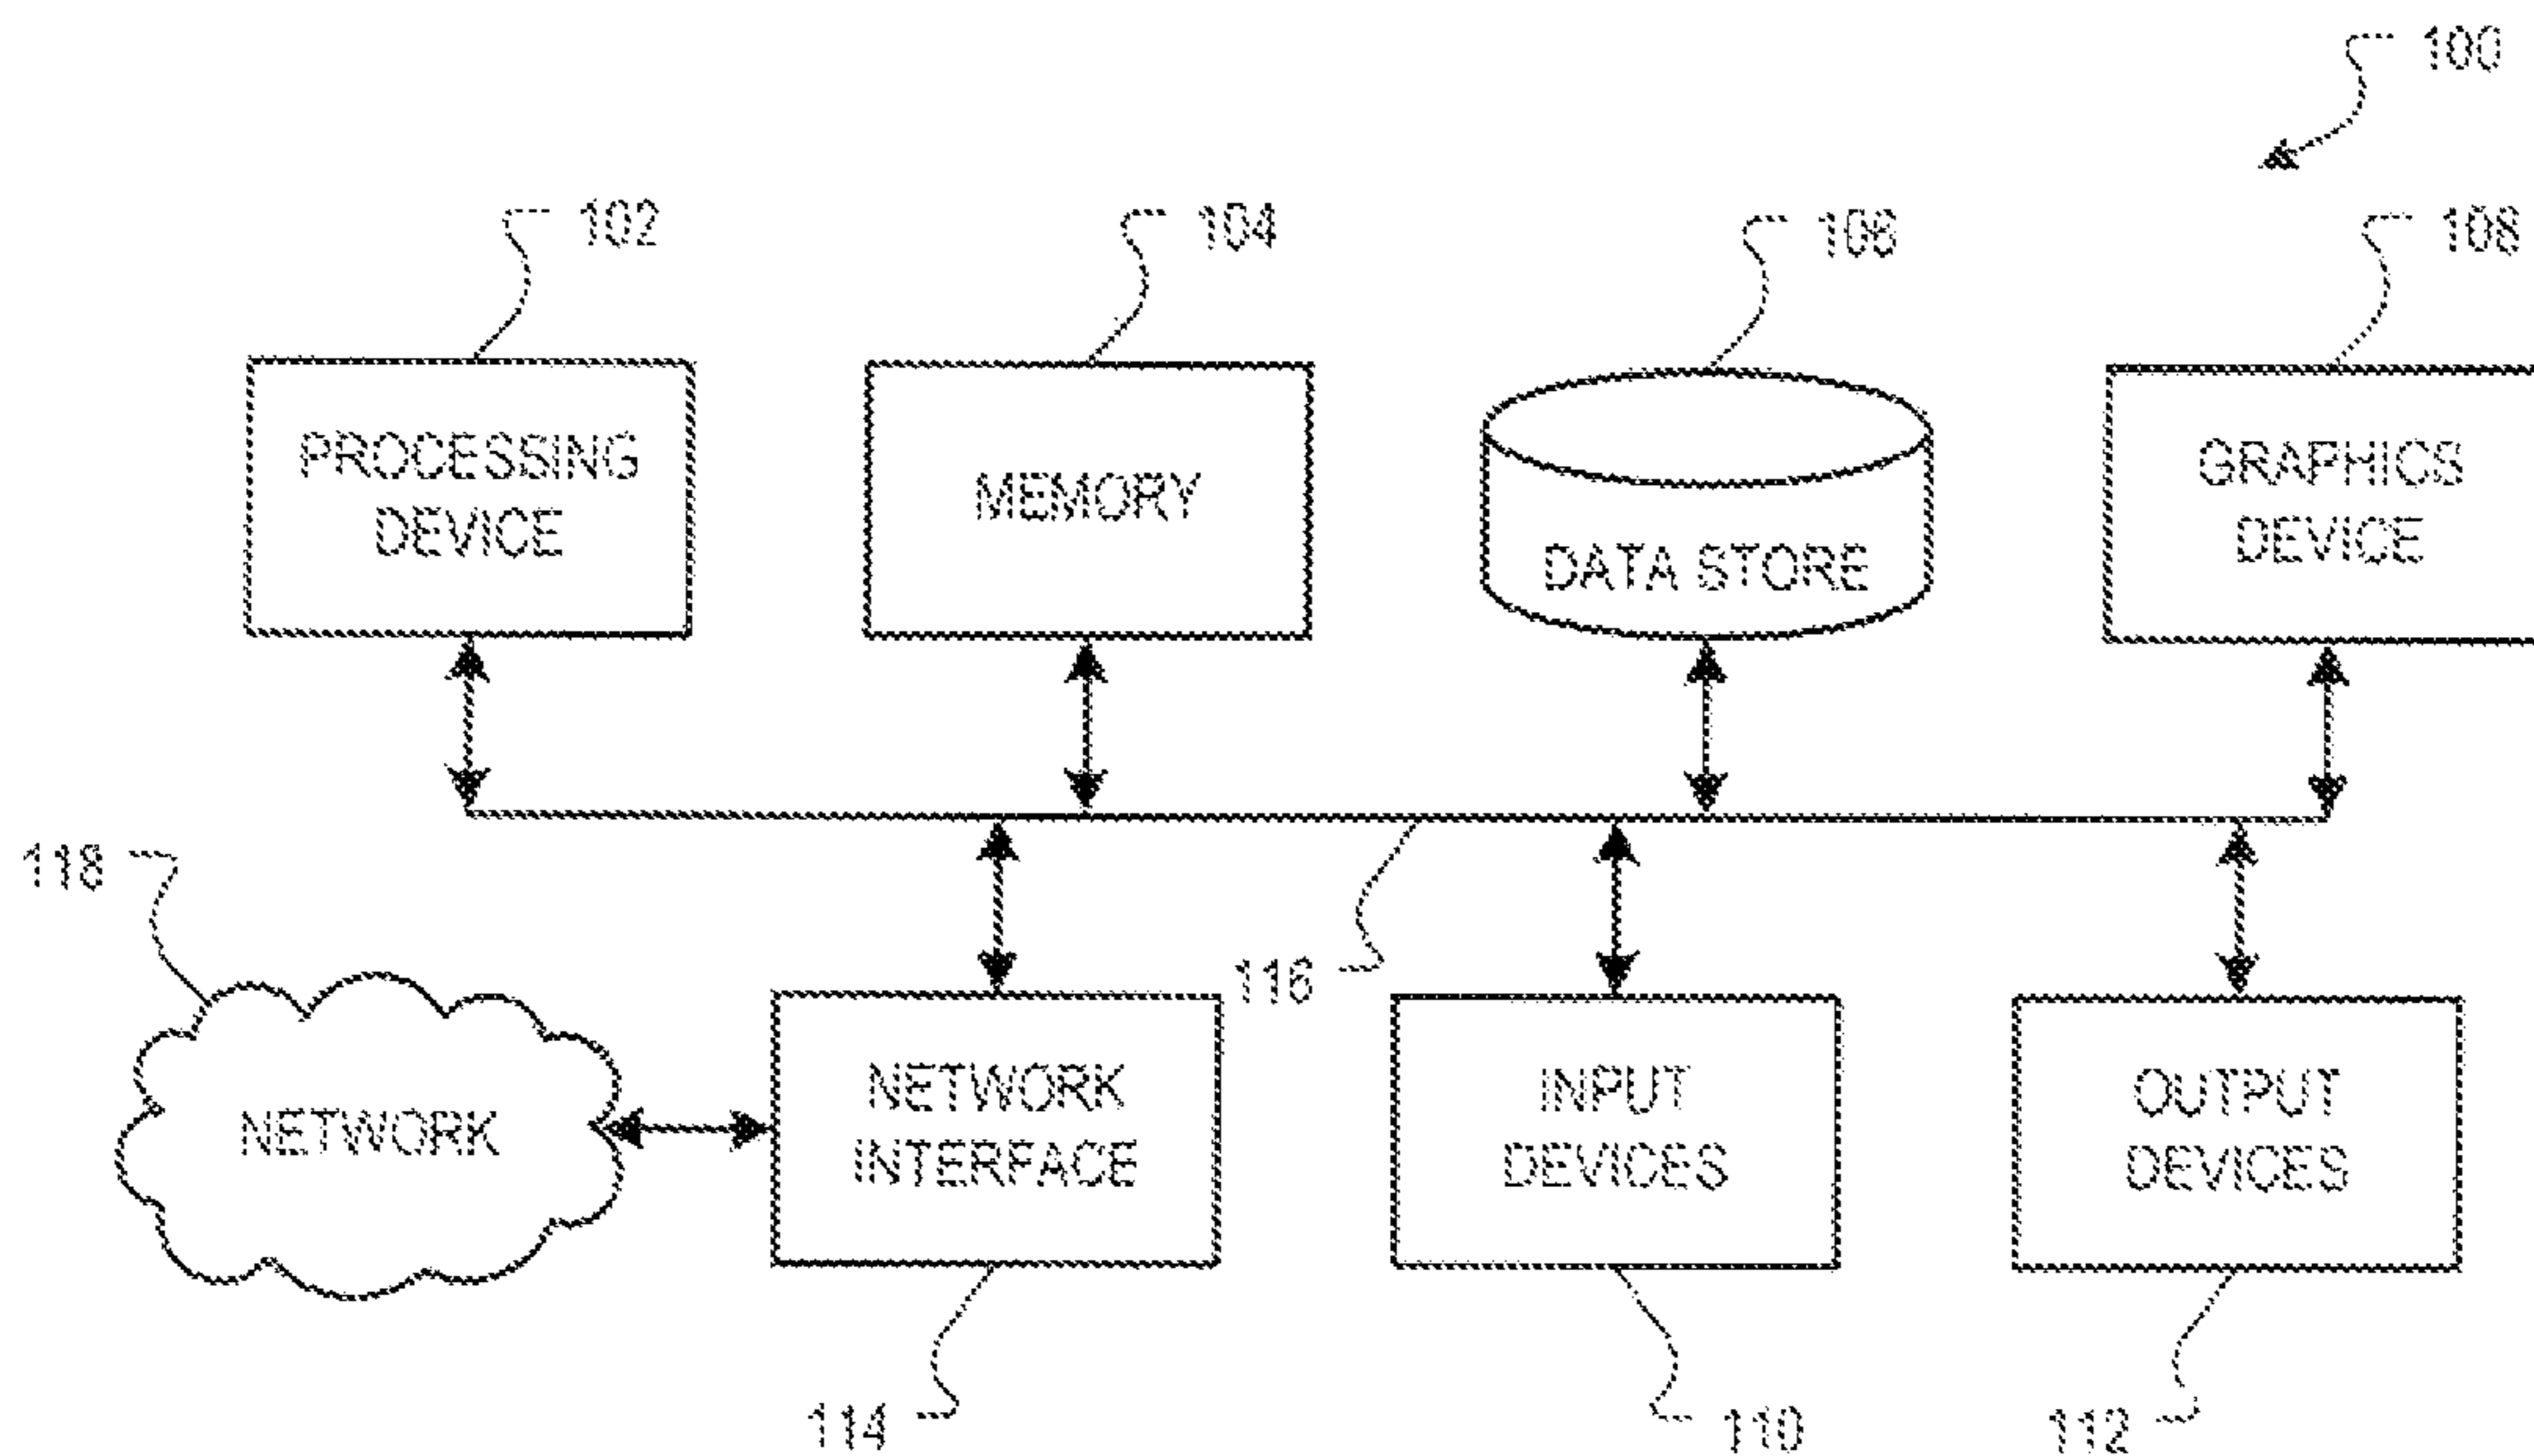 100
102
104
106
108
PROCESSING
DEVICE
MEMORY
DATA STORE
GRAPHICS
DEVICE
118
116
NETWORK
NETWORK
INTERFACE
INPUT
DEVICES
OUTPUT
DEVICES
114
110
112